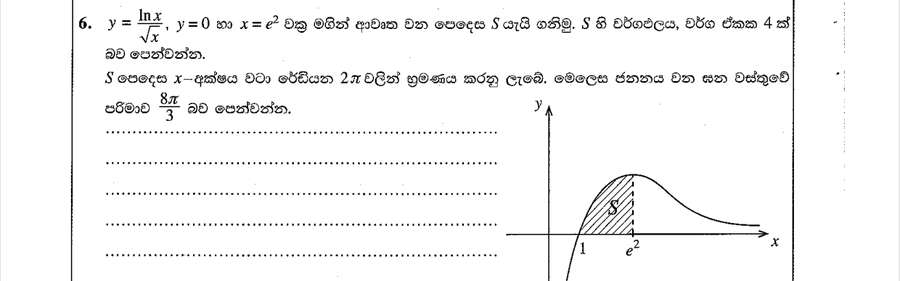 6. y = ln x / √x, y = 0 හා x = e² වක්‍ර මගින් ආවෘත වන පෙදෙස S යැයි ගනිමු. S හි වර්ගඵලය, වර්ග ඒකක 4 ක්
බව පෙන්වන්න.
S පෙදෙස x–අක්ෂය වටා රේඩියන 2π වලින් භ්‍රමණය කරනු ලැබේ. මෙලෙස ජනනය වන ඝන වස්තුවේ
පරිමාව 8π/3 බව පෙන්වන්න.
y
S
1 e² x